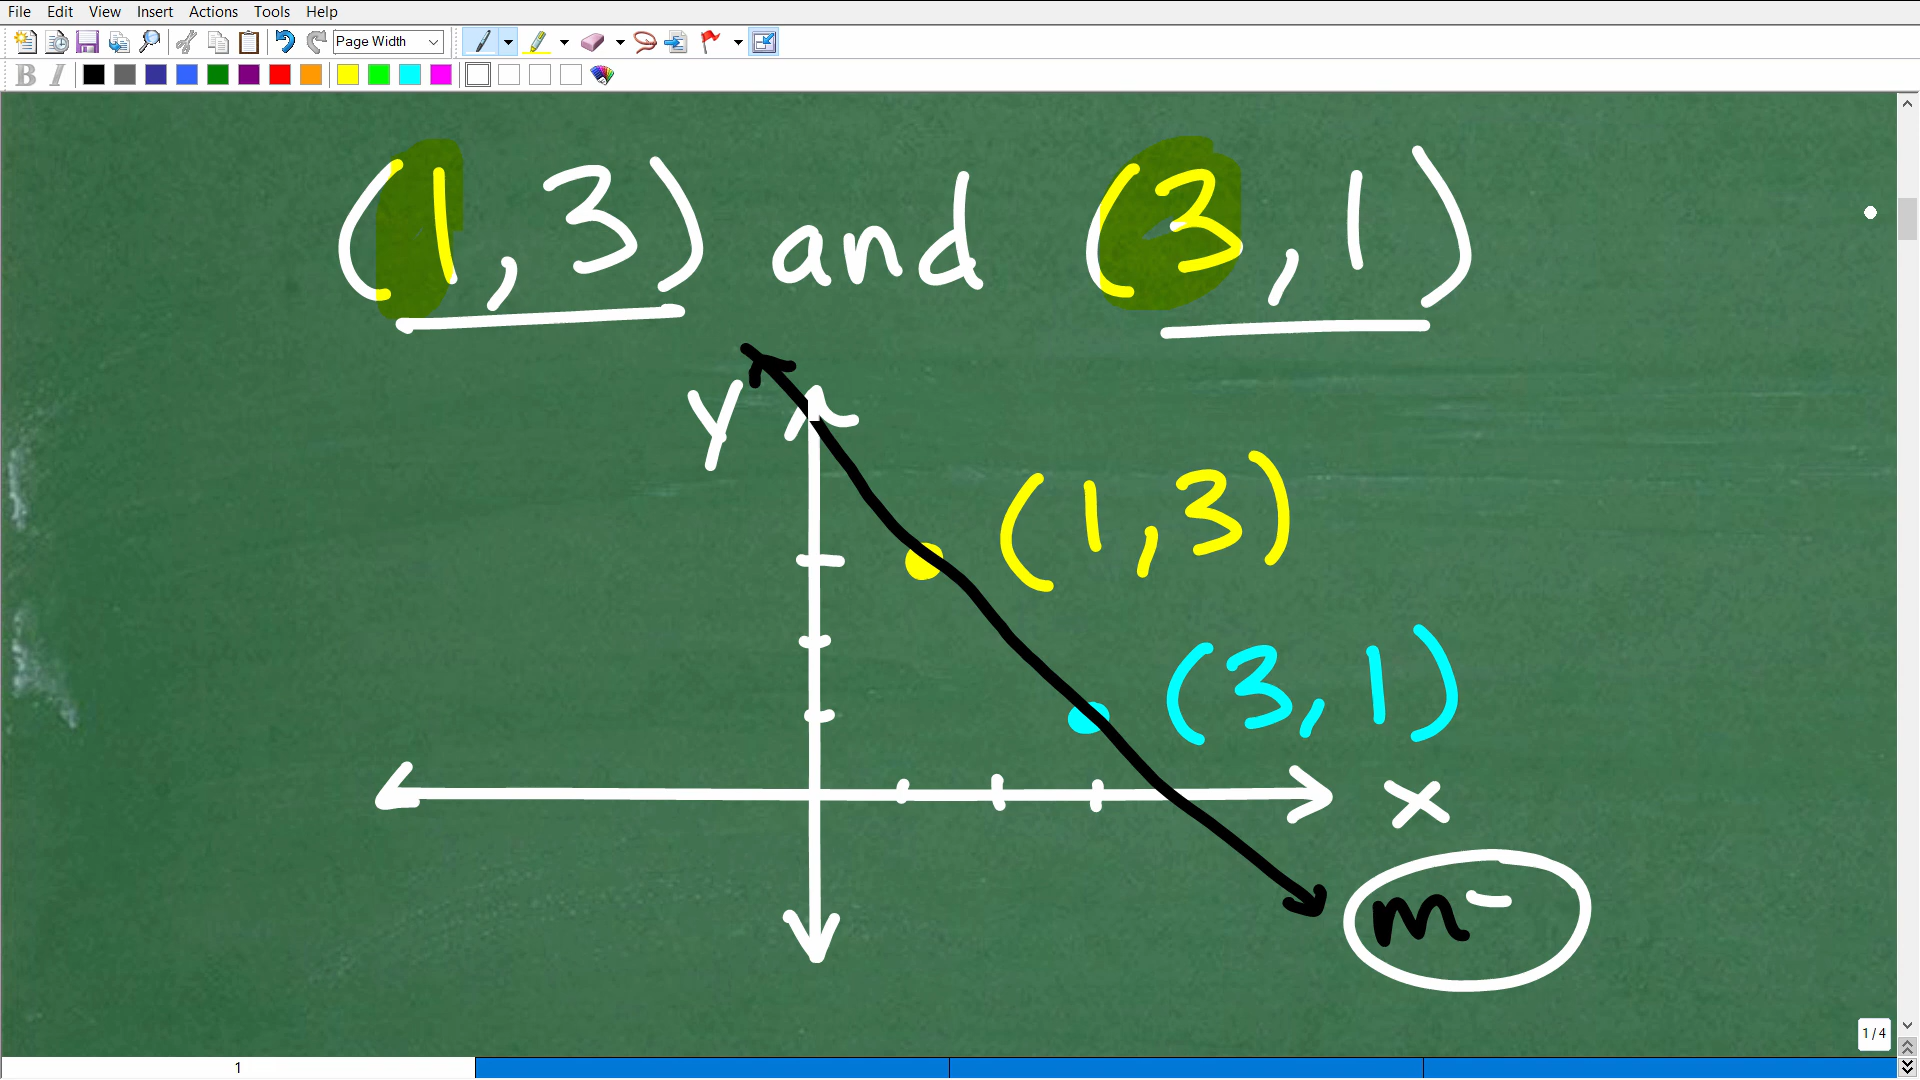 File Edit View Insert Actions Tools Help
Page Width
B I
(1,3) and (3,1)
y
(1,3)
(3,1)
x
m -
1 / 4
1